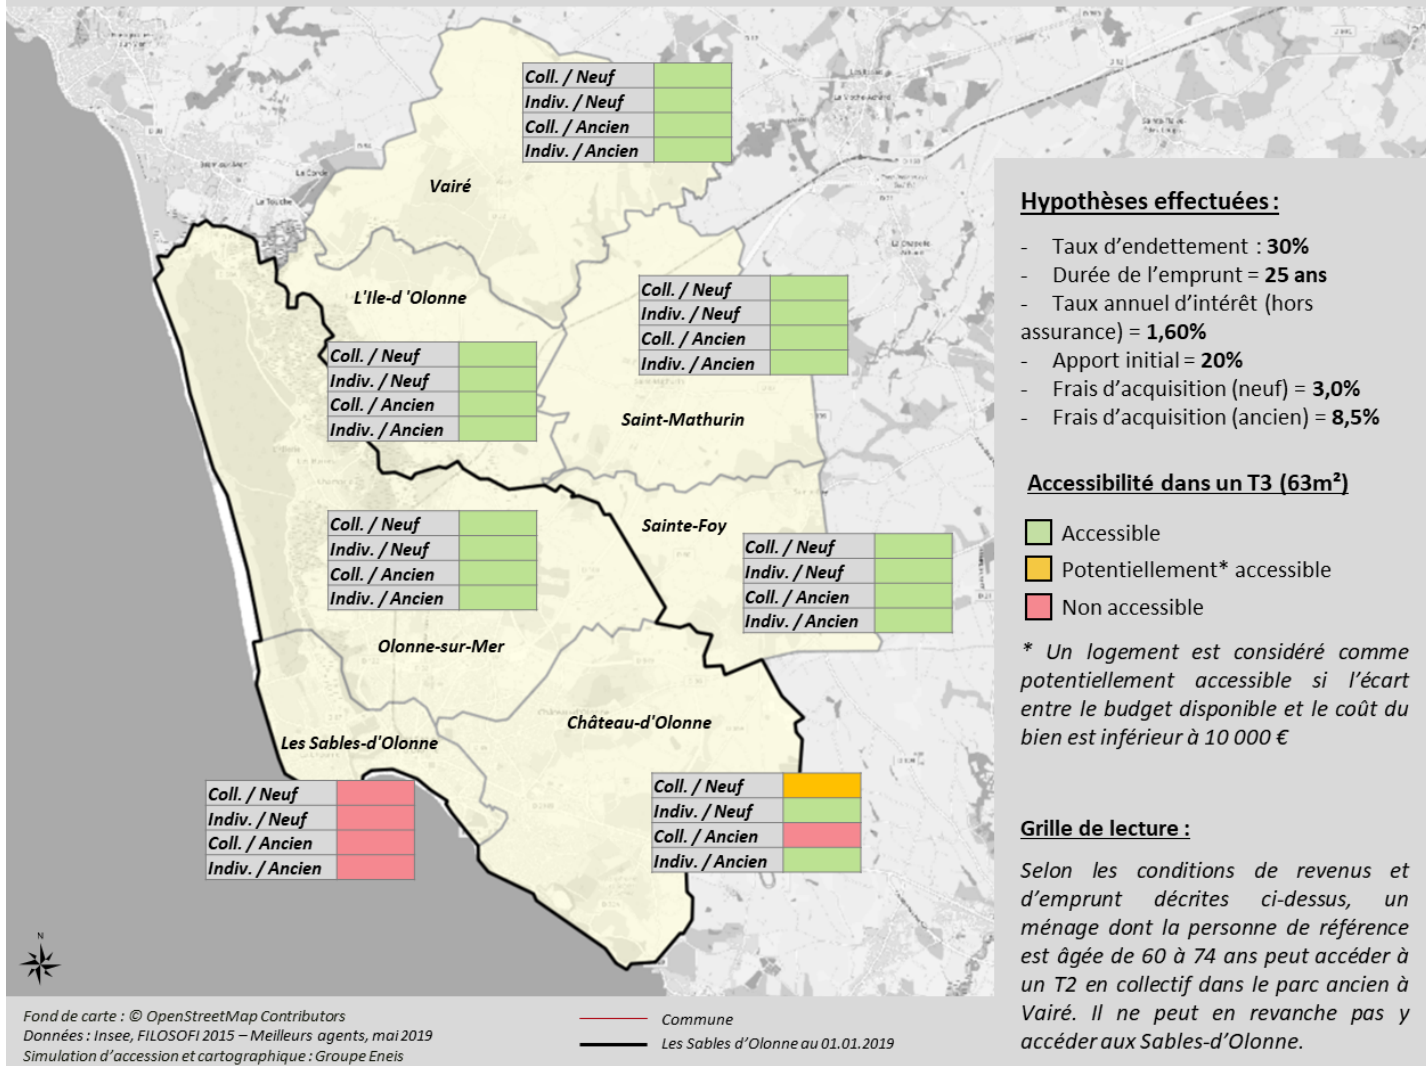 Coll. / Neuf
Indiv. / Neuf
Coll. / Ancien
Indiv. / Ancien
Vairé
La Chapelle
L'Ile-d 'Olonne
Coll. / Neuf
Indiv. / Neuf
Coll. / Ancien
Indiv. / Ancien
Coll. / Neuf
Indiv. / Neuf
Coll. / Ancien
Indiv. / Ancien
Saint-Mathurin
Coll. / Neuf
Indiv. / Neuf
Coll. / Ancien
Indiv. / Ancien
Sainte-Foy
Coll. / Neuf
Indiv. / Neuf
Coll. / Ancien
Indiv. / Ancien
Olonne-sur-Mer
Château-d'Olonne
Les Sables-d'Olonne
Coll. / Neuf
Indiv. / Neuf
Coll. / Ancien
Indiv. / Ancien
Coll. / Neuf
Indiv. / Neuf
Coll. / Ancien
Indiv. / Ancien
N
Hypothèses effectuées :
- Taux d'endettement : 30%
- Durée de l'emprunt = 25 ans
- Taux annuel d'intérêt (hors
assurance) = 1,60%
- Apport initial = 20%
- Frais d'acquisition (neuf) = 3,0%
- Frais d'acquisition (ancien) = 8,5%
Accessibilité dans un T3 (63m²)
Accessible
Potentiellement* accessible
Non accessible
* Un logement est considéré comme
potentiellement accessible si l'écart
entre le budget disponible et le coût du
bien est inférieur à 10 000 €
Grille de lecture :
Selon les conditions de revenus et
d'emprunt décrites ci-dessus, un
ménage dont la personne de référence
est âgée de 60 à 74 ans peut accéder à
un T2 en collectif dans le parc ancien à
Vairé. Il ne peut en revanche pas y
accéder aux Sables-d'Olonne.
Fond de carte : © OpenStreetMap Contributors
Données : Insee, FILOSOFI 2015 – Meilleurs agents, mai 2019
Simulation d'accession et cartographique : Groupe Eneis
Commune
Les Sables d'Olonne au 01.01.2019